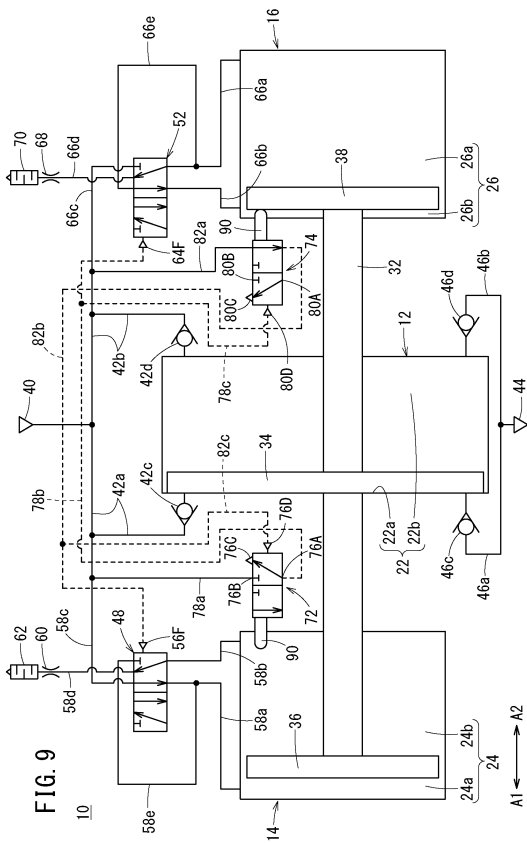 FIG. 9
10
62
60
58d
58c
48
56F
58e
58a
58b
14
36
24a
24b
24
A1
A2
90
72
76A
76B
76C
76D
78a
78b
78c
82a
82b
82c
42a
42b
42c
42d
40
34
22a
22b
22
12
32
46a
46b
46c
46d
44
80A
80B
80C
80D
74
90
64F
52
66a
66b
66c
66d
66e
68
70
16
38
26a
26b
26